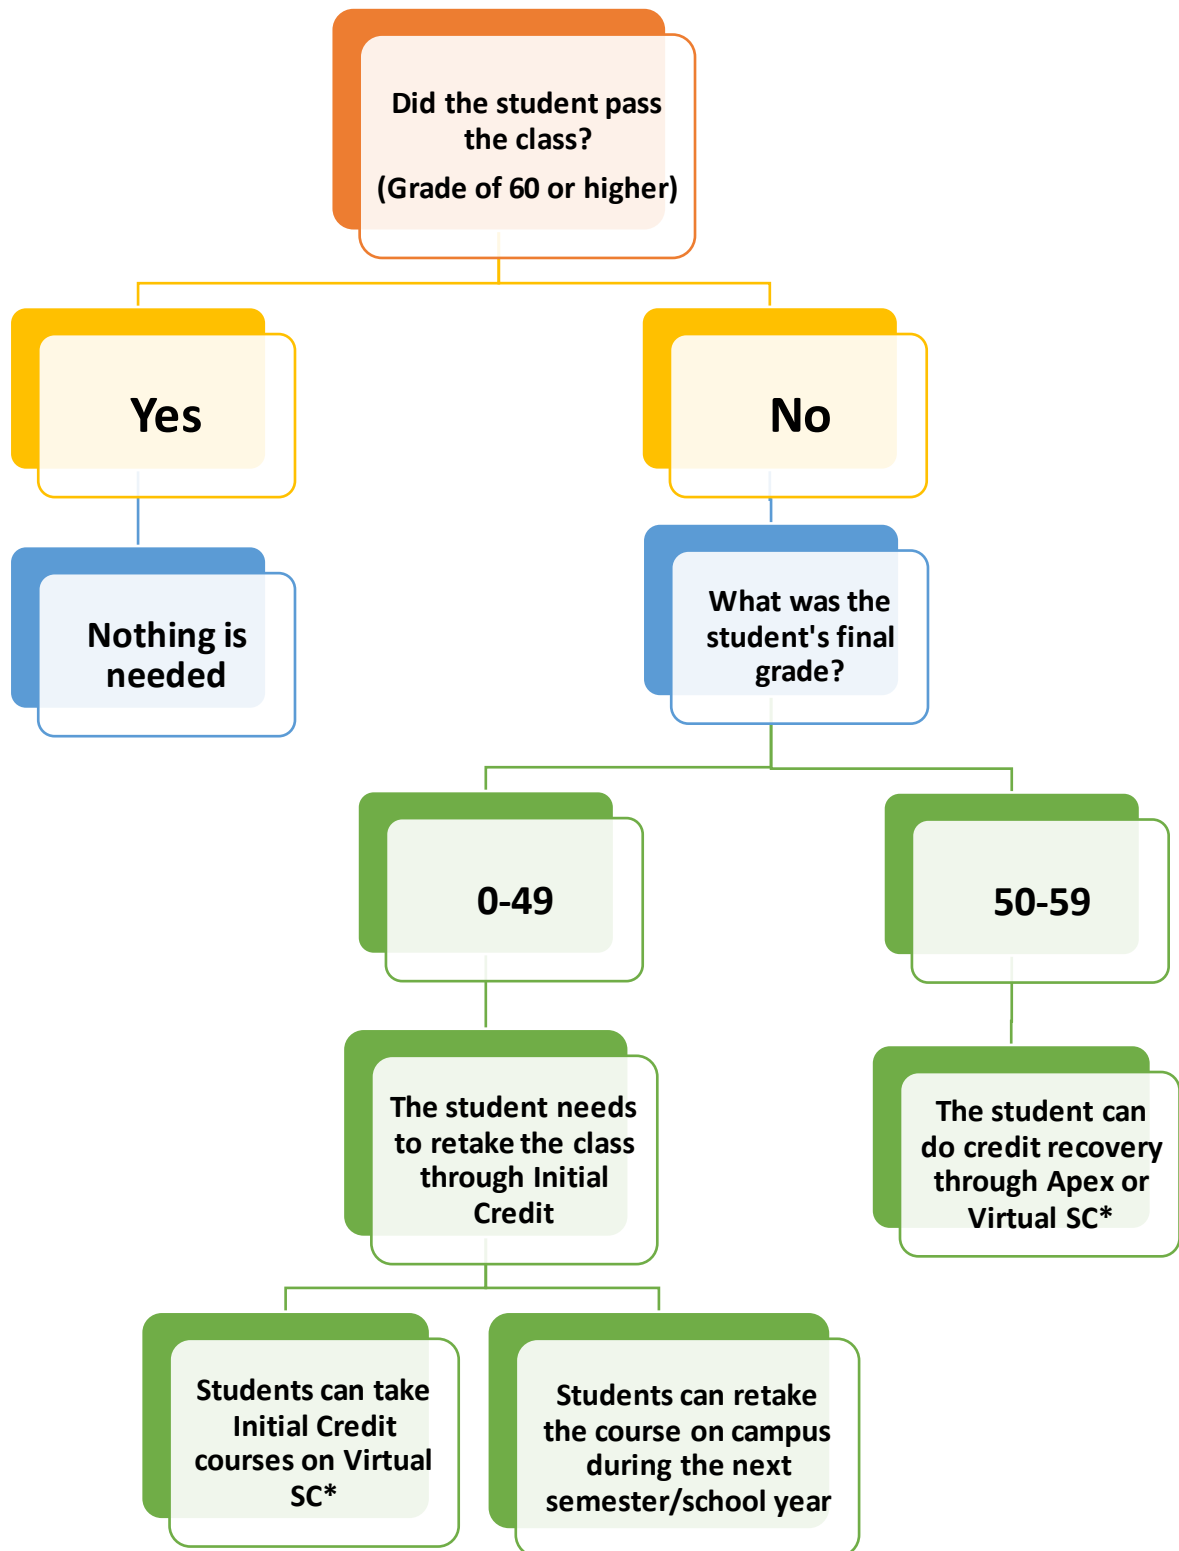 Did the student pass
the class?
(Grade of 60 or higher)
Yes
No
Nothing is
needed
What was the
student's final
grade?
0-49
50-59
The student needs
to retake the class
through Initial
Credit
The student can
do credit recovery
through Apex or
Virtual SC*
Students can take
Initial Credit
courses on Virtual
SC*
Students can retake
the course on campus
during the next
semester/school year